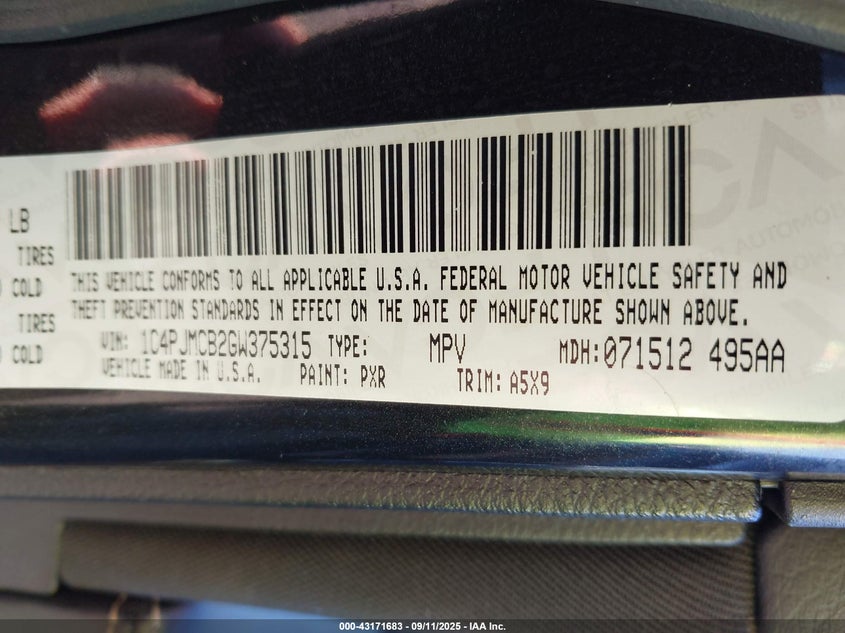 LB
TIRES
COLD
TIRES
COLD
THIS VEHICLE CONFORMS TO ALL APPLICABLE U.S.A. FEDERAL MOTOR VEHICLE SAFETY AND
THEFT PREVENTION STANDARDS IN EFFECT ON THE DATE OF MANUFACTURE SHOWN ABOVE.
VIN: 1C4PJMCB2GW375315 TYPE: MPV MDH:071512 495AA
VEHICLE MADE IN U.S.A. PAINT: PXR TRIM: A5X9
000-43171683 - 09/11/2025 - IAA Inc.